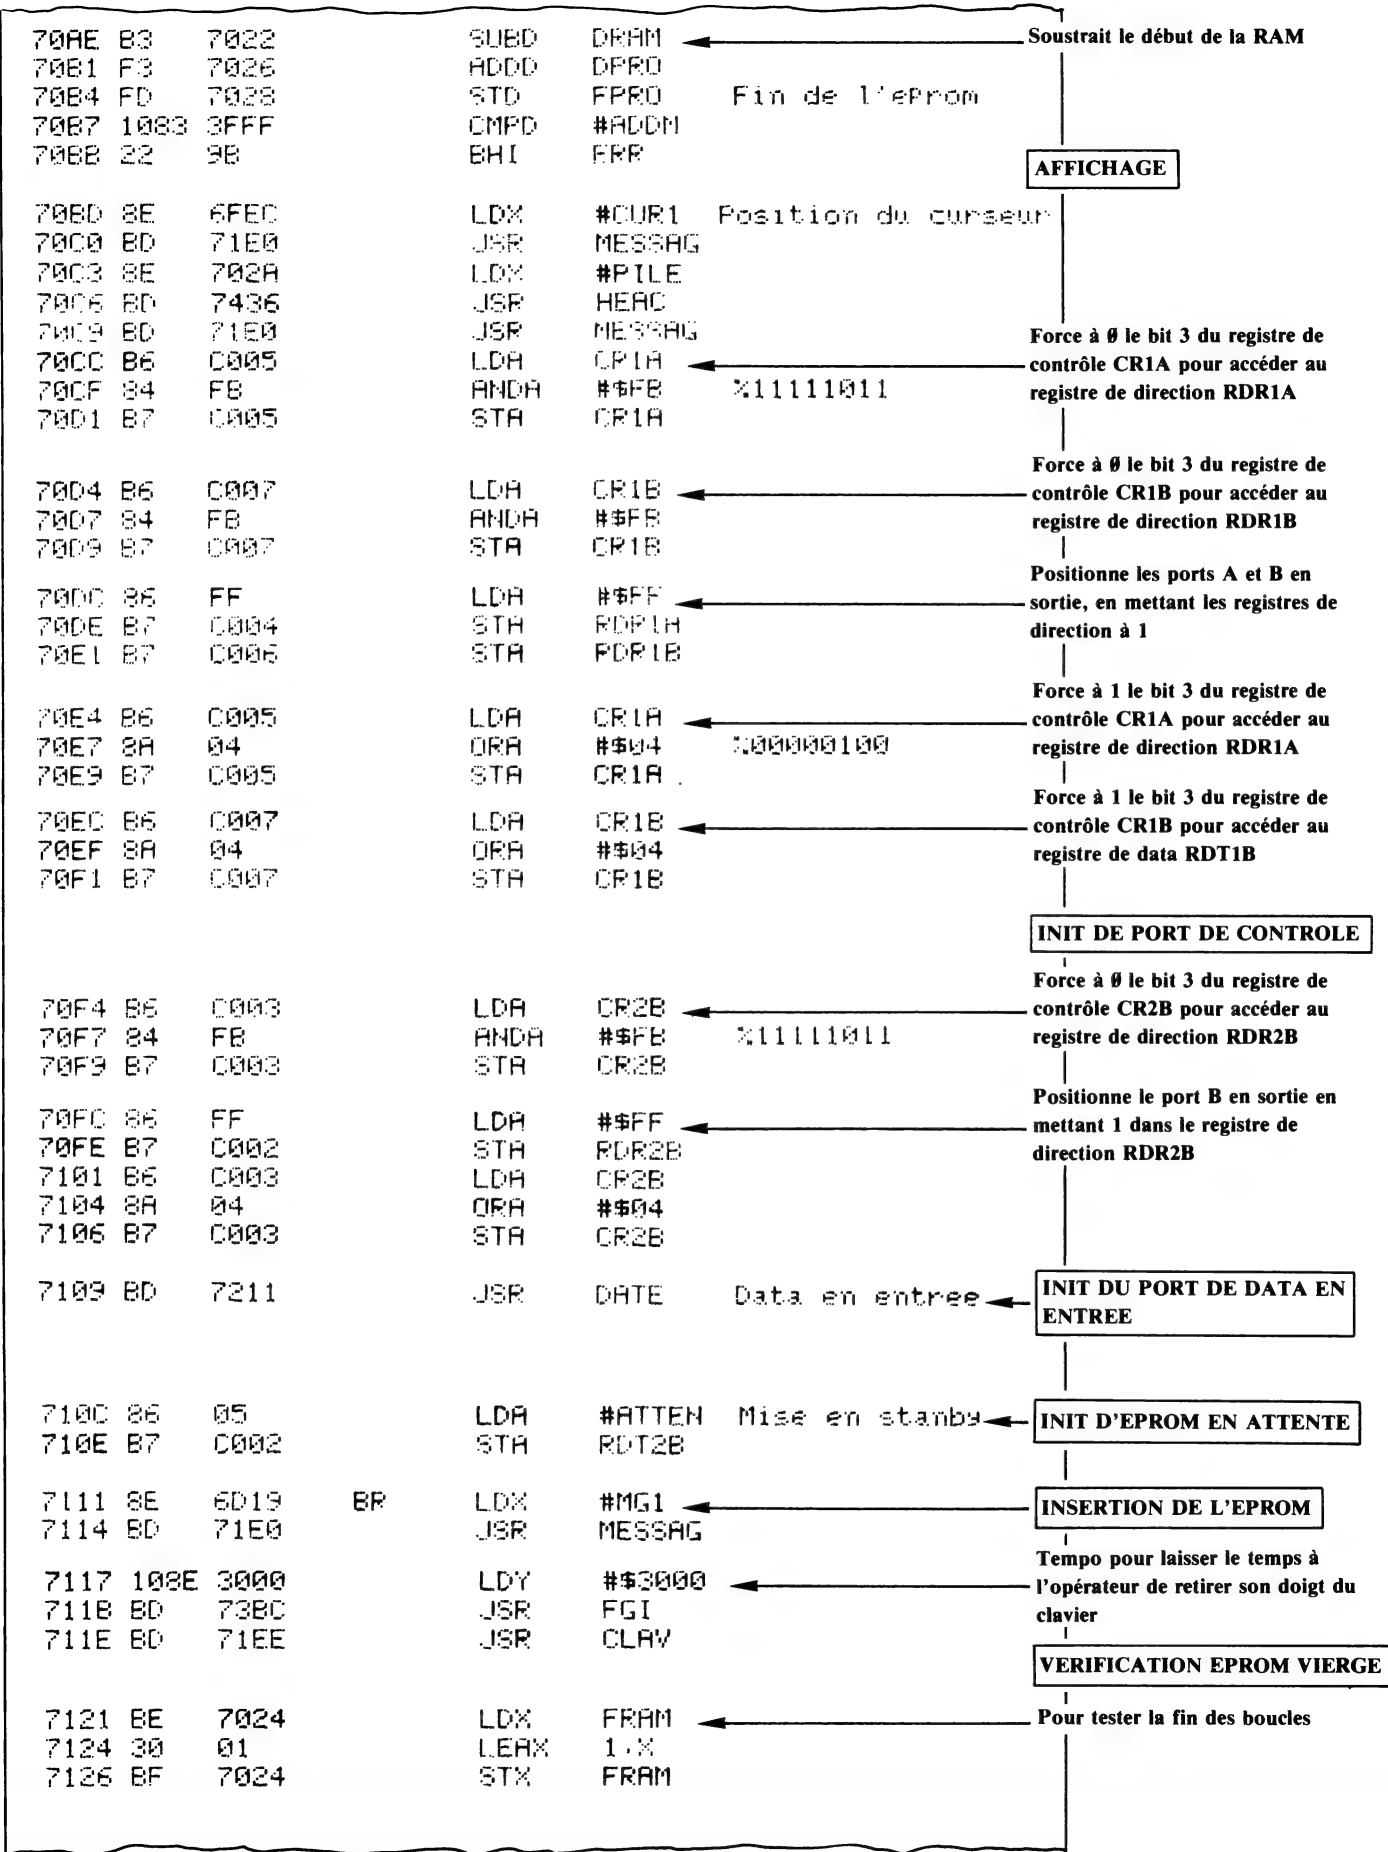 70AE B3 7022 SUBD DRAM Soustrait le début de la RAM
70B1 F3 7026 ADDD DPRO
70B4 FD 7028 STD FPRO Fin de l'eprom
70B7 1083 3FFF CMPD #ADDM
70BB 22 9B BHI ERR
AFFICHAGE
70BD 8E 6FEC LDX #CUR1 Position du curseur
70C0 BD 71E0 JSR MESSAG
70C3 8E 702A LDX #PILE
70C6 BD 7436 JSR HEAC
70C9 BD 71E0 JSR MESSAG
Force à 0 le bit 3 du registre de
70CC B6 C005 LDA CR1A contrôle CR1A pour accéder au
70CF 84 FB ANDA #$FB %11111011 registre de direction RDR1A
70D1 B7 C005 STA CR1A
Force à 0 le bit 3 du registre de
70D4 B6 C007 LDA CR1B contrôle CR1B pour accéder au
70D7 84 FB ANDA #$FB registre de direction RDR1B
70D9 B7 C007 STA CR1B
Positionne les ports A et B en
70DC 86 FF LDA #$FF sortie, en mettant les registres de
70DE B7 C004 STA RDR1A direction à 1
70E1 B7 C006 STA RDR1B
Force à 1 le bit 3 du registre de
70E4 B6 C005 LDA CR1A contrôle CR1A pour accéder au
70E7 8A 04 ORA #$04 %00000100 registre de direction RDR1A
70E9 B7 C005 STA CR1A
Force à 1 le bit 3 du registre de
70EC B6 C007 LDA CR1B contrôle CR1B pour accéder au
70EF 8A 04 ORA #$04 registre de data RDT1B
70F1 B7 C007 STA CR1B
INIT DE PORT DE CONTROLE
Force à 0 le bit 3 du registre de
70F4 B6 C003 LDA CR2B contrôle CR2B pour accéder au
70F7 84 FB ANDA #$FB %11111011 registre de direction RDR2B
70F9 B7 C003 STA CR2B
Positionne le port B en sortie en
70FC 86 FF LDA #$FF mettant 1 dans le registre de
70FE B7 C002 STA RDR2B direction RDR2B
7101 B6 C003 LDA CR2B
7104 8A 04 ORA #$04
7106 B7 C003 STA CR2B
7109 BD 7211 JSR DATE Data en entree INIT DU PORT DE DATA EN
ENTREE
710C 86 05 LDA #ATTEN Mise en stanby INIT D'EPROM EN ATTENTE
710E B7 C002 STA RDT2B
7111 8E 6D19 BR LDX #MG1 INSERTION DE L'EPROM
7114 BD 71E0 JSR MESSAG
Tempo pour laisser le temps à
7117 108E 3000 LDY #$3000 l'opérateur de retirer son doigt du
711B BD 73BC JSR FGI clavier
711E BD 71EE JSR CLAV
VERIFICATION EPROM VIERGE
7121 BE 7024 LDX FRAM Pour tester la fin des boucles
7124 30 01 LEAX 1,X
7126 BF 7024 STX FRAM